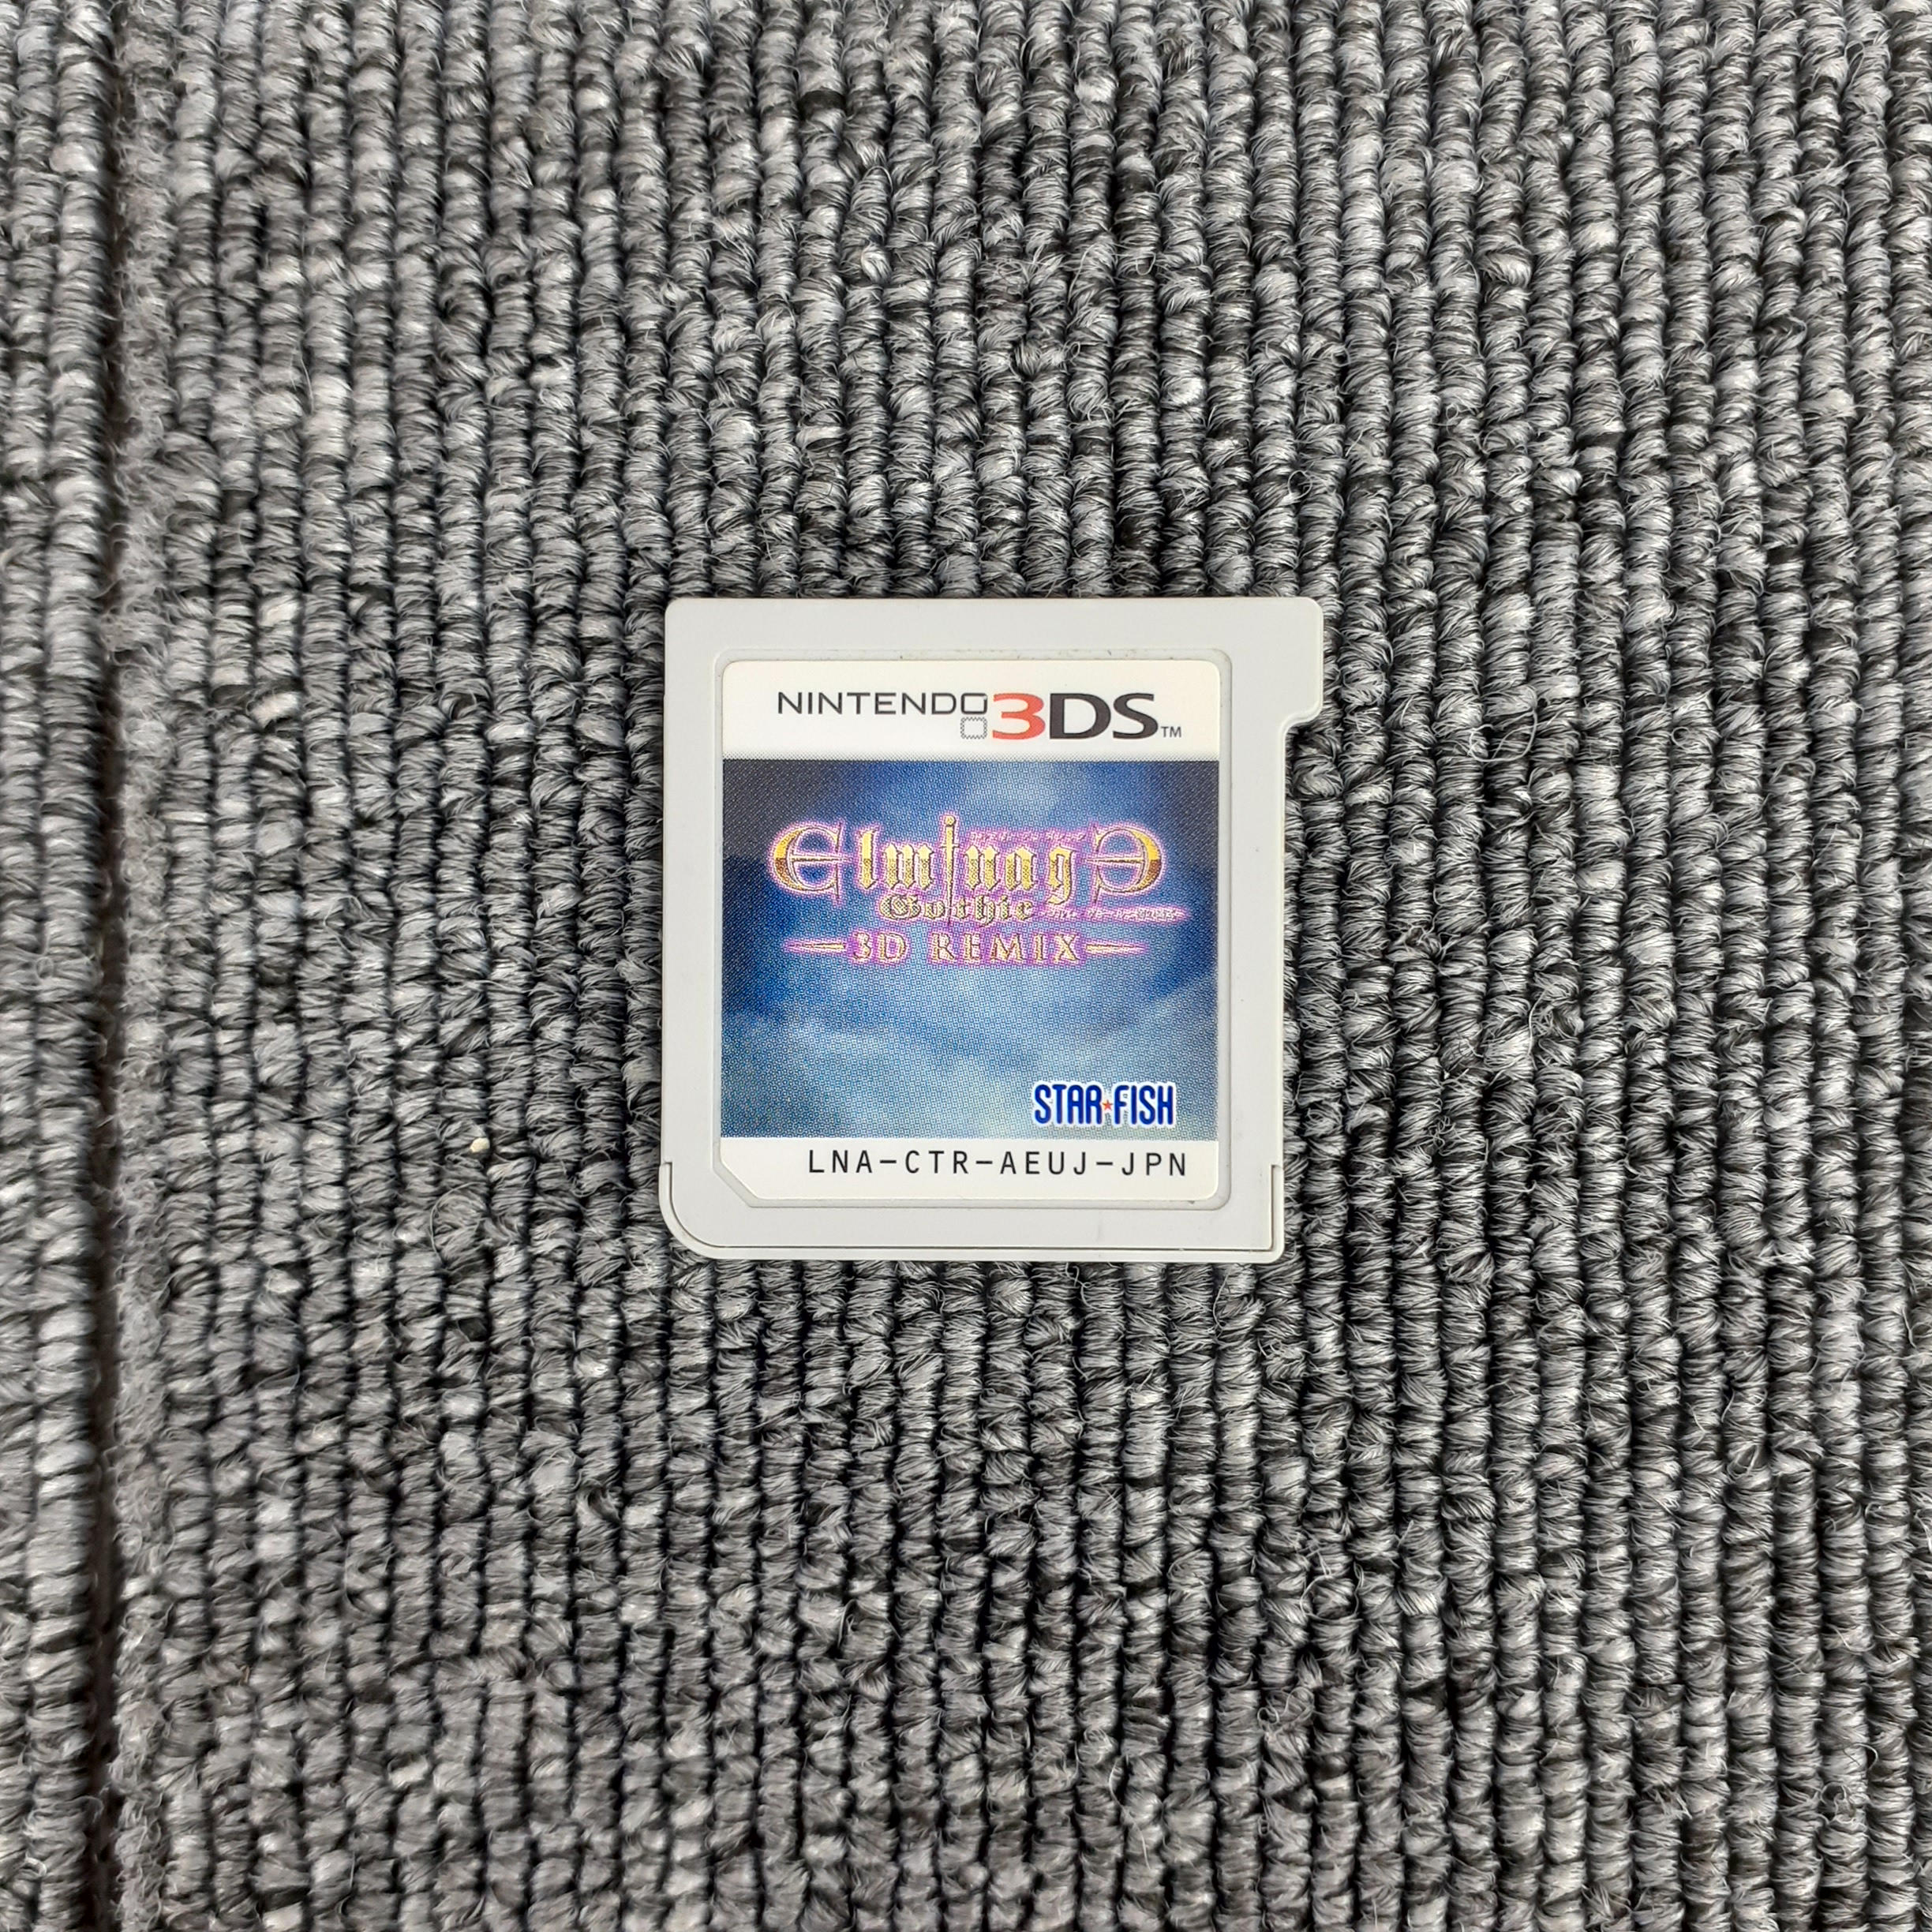 NINTENDO 3DS™
Elminage
Gothic
3D REMIX
STAR★FISH
LNA-CTR-AEUJ-JPN